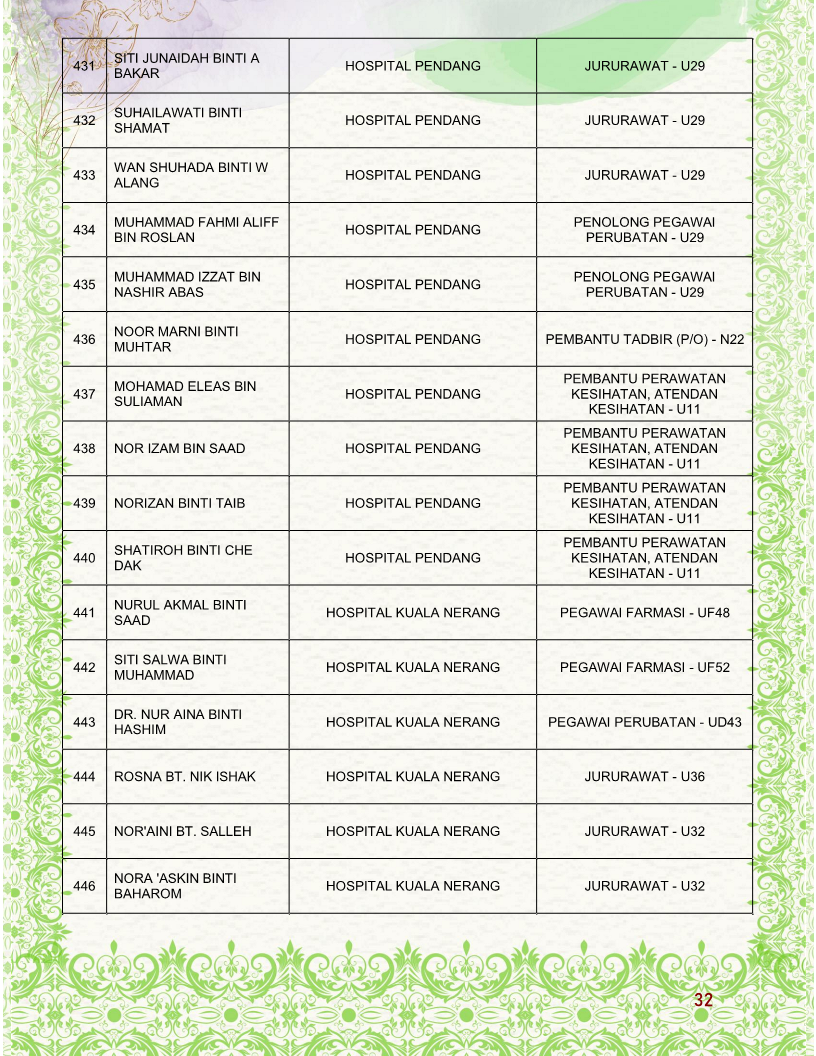 431
SITI JUNAIDAH BINTI A
BAKAR
HOSPITAL PENDANG
JURURAWAT - U29
432
SUHAILAWATI BINTI
SHAMAT
HOSPITAL PENDANG
JURURAWAT - U29
433
WAN SHUHADA BINTI W
ALANG
HOSPITAL PENDANG
JURURAWAT - U29
434
MUHAMMAD FAHMI ALIFF
BIN ROSLAN
HOSPITAL PENDANG
PENOLONG PEGAWAI
PERUBATAN - U29
435
MUHAMMAD IZZAT BIN
NASHIR ABAS
HOSPITAL PENDANG
PENOLONG PEGAWAI
PERUBATAN - U29
436
NOOR MARNI BINTI
MUHTAR
HOSPITAL PENDANG
PEMBANTU TADBIR (P/O) - N22
437
MOHAMAD ELEAS BIN
SULIAMAN
HOSPITAL PENDANG
PEMBANTU PERAWATAN
KESIHATAN, ATENDAN
KESIHATAN - U11
438
NOR IZAM BIN SAAD
HOSPITAL PENDANG
PEMBANTU PERAWATAN
KESIHATAN, ATENDAN
KESIHATAN - U11
439
NORIZAN BINTI TAIB
HOSPITAL PENDANG
PEMBANTU PERAWATAN
KESIHATAN, ATENDAN
KESIHATAN - U11
440
SHATIROH BINTI CHE
DAK
HOSPITAL PENDANG
PEMBANTU PERAWATAN
KESIHATAN, ATENDAN
KESIHATAN - U11
441
NURUL AKMAL BINTI
SAAD
HOSPITAL KUALA NERANG
PEGAWAI FARMASI - UF48
442
SITI SALWA BINTI
MUHAMMAD
HOSPITAL KUALA NERANG
PEGAWAI FARMASI - UF52
443
DR. NUR AINA BINTI
HASHIM
HOSPITAL KUALA NERANG
PEGAWAI PERUBATAN - UD43
444
ROSNA BT. NIK ISHAK
HOSPITAL KUALA NERANG
JURURAWAT - U36
445
NOR'AINI BT. SALLEH
HOSPITAL KUALA NERANG
JURURAWAT - U32
446
NORA 'ASKIN BINTI
BAHAROM
HOSPITAL KUALA NERANG
JURURAWAT - U32
32